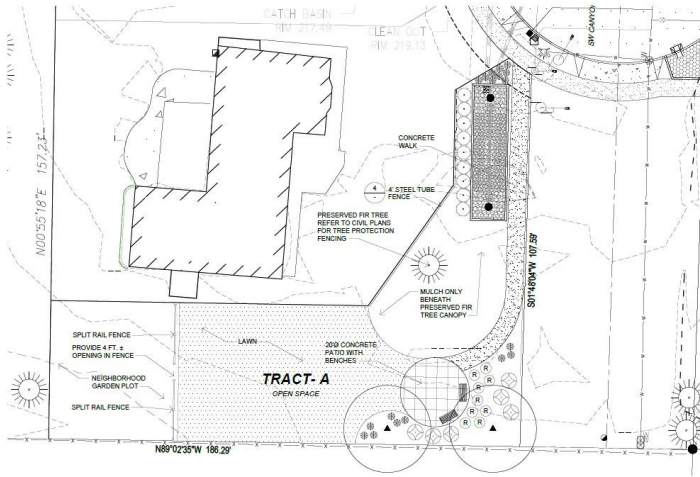 CATCH BASIN
RIM 217.49
CLEAN OUT
RIM 219.13
SW CANYO
N00°55'18"E 157.23'
CONCRETE
WALK
4
-
4' STEEL TUBE
FENCE
PRESERVED FIR TREE
REFER TO CIVIL PLANS
FOR TREE PROTECTION
FENCING
S01°48'04"W 107.59'
MULCH ONLY
BENEATH
PRESERVED FIR
TREE CANOPY
SPLIT RAIL FENCE
PROVIDE 4 FT. ±
OPENING IN FENCE
LAWN
20'Ø CONCRETE
PATIO WITH
BENCHES
NEIGHBORHOOD
GARDEN PLOT
TRACT- A
OPEN SPACE
SPLIT RAIL FENCE
R R
R R
R
R
R R
N89°02'35"W 186.29'